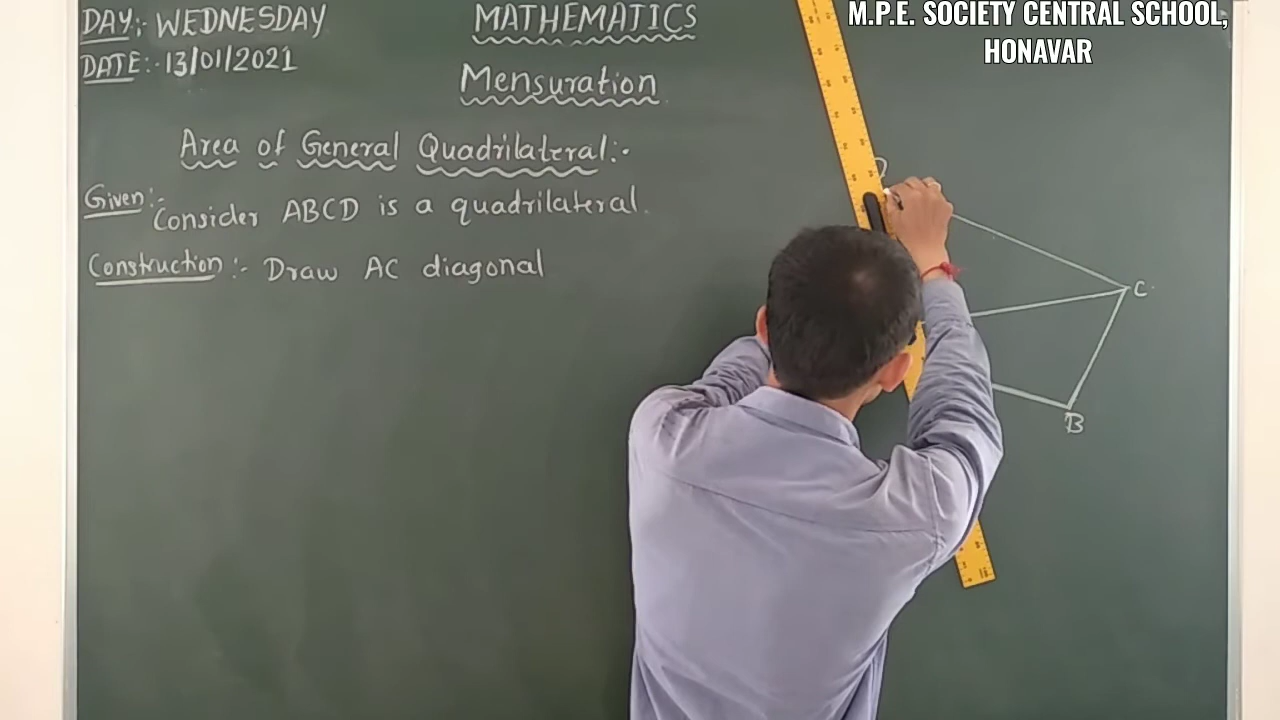 DAY:- WEDNESDAY
DATE:- 13/01/2021
MATHEMATICS
Mensuration
M.P.E. SOCIETY CENTRAL SCHOOL,
HONAVAR
Area of General Quadrilateral:-
Given:- Consider ABCD is a quadrilateral.
Construction:- Draw AC diagonal
D
C
B